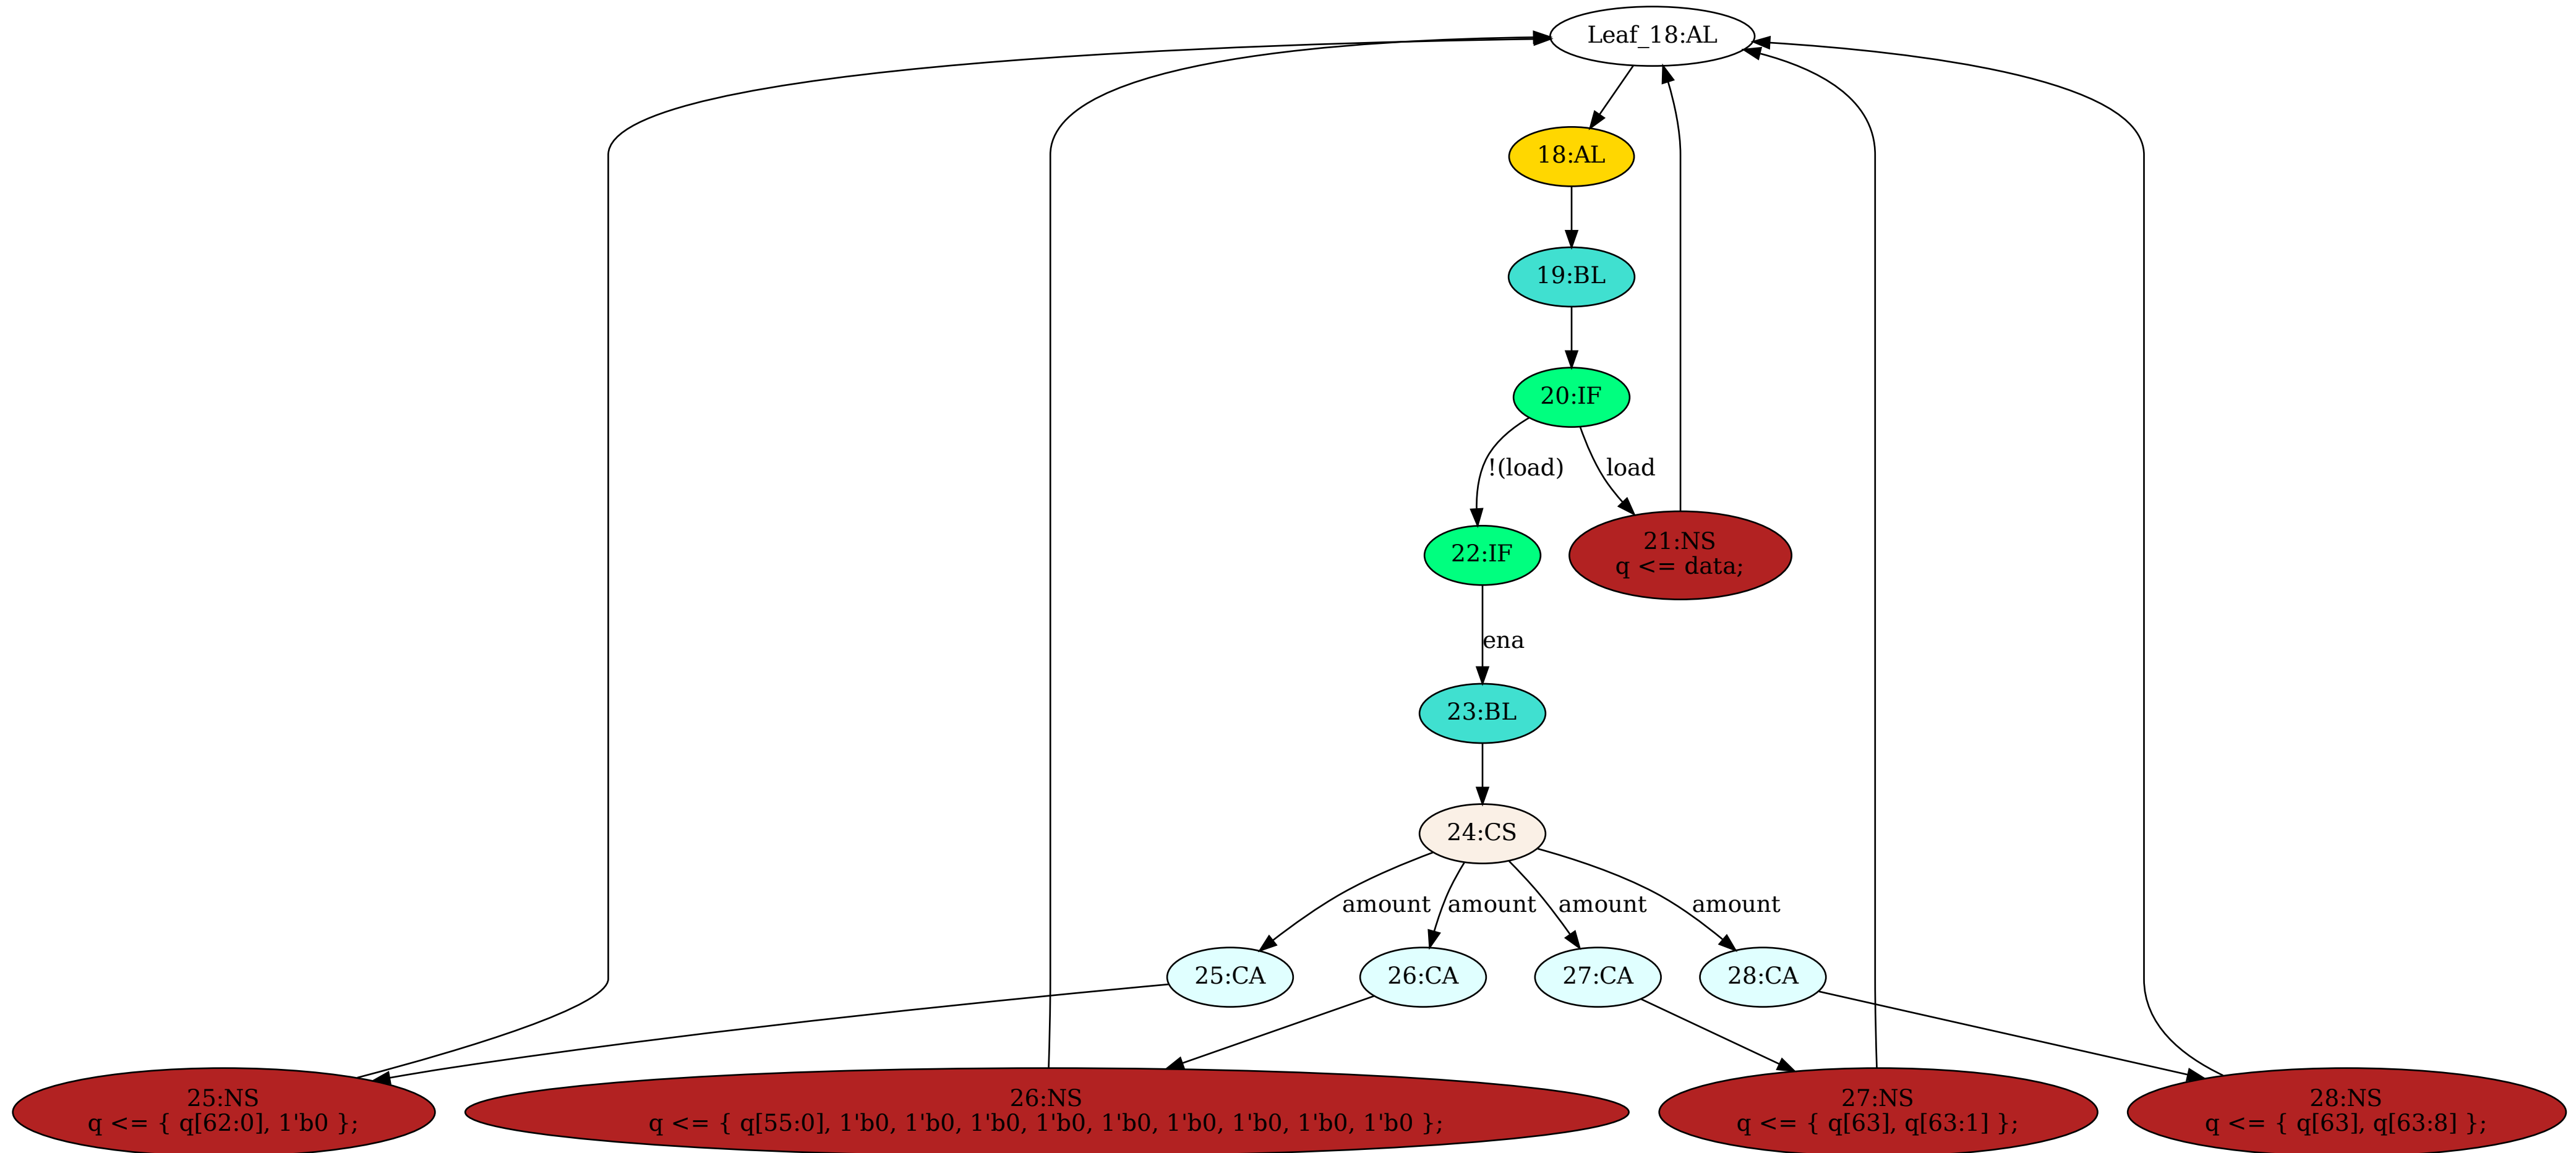 Leaf_18:AL
18:AL
19:BL
20:IF
!(load)
load
22:IF
21:NS
q <= data;
ena
23:BL
24:CS
amount
amount
amount
amount
25:CA
26:CA
27:CA
28:CA
25:NS
q <= { q[62:0], 1'b0 };
26:NS
q <= { q[55:0], 1'b0, 1'b0, 1'b0, 1'b0, 1'b0, 1'b0, 1'b0, 1'b0, 1'b0 };
27:NS
q <= { q[63], q[63:1] };
28:NS
q <= { q[63], q[63:8] };